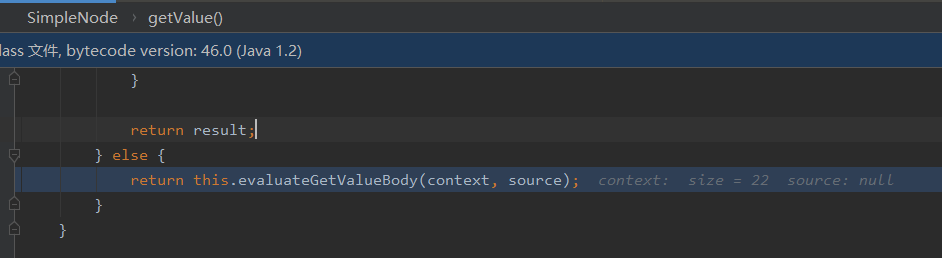 SimpleNode › getValue()
lass 文件, bytecode version: 46.0 (Java 1.2)
}
return result;
} else {
return this.evaluateGetValueBody(context, source); context: size = 22 source: null
}
}